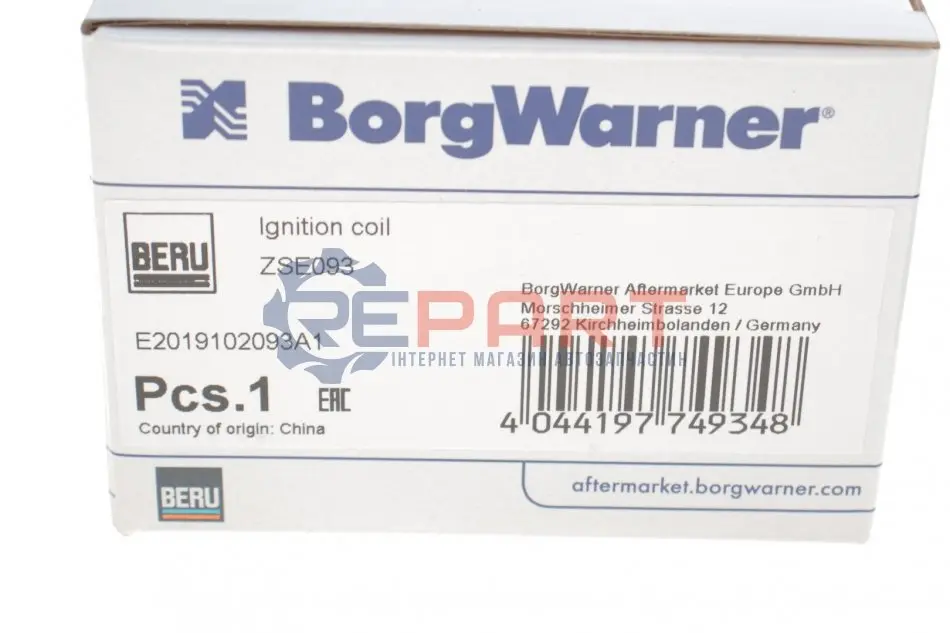 BorgWarner®
BERU
Ignition coil
ZSE093
BorgWarner Aftermarket Europe GmbH
Morschheimer Strasse 12
67292 Kirchheimbolanden / Germany
REPART
ІНТЕРНЕТ МАГАЗИН АВТОЗАПЧАСТИН
E2019102093A1
Pcs.1 EAC
Country of origin: China
4 044197 749348
BERU
aftermarket.borgwarner.com